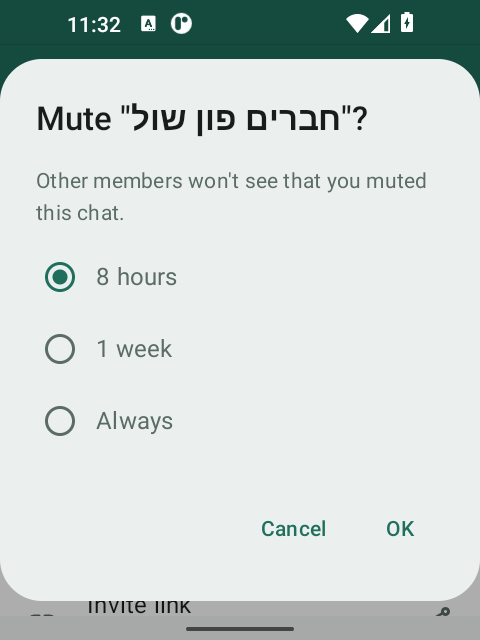 11:32
Mute "חברים פון שול"?
Other members won't see that you muted
this chat.
8 hours
1 week
Always
Cancel
OK
Invite link